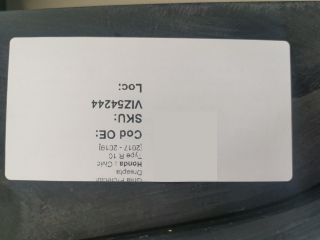 Dreapta
Honda : Civic
Type R 10
[2017 - 2019]
Cod OE:
SKU:
VIZ54244
Loc: